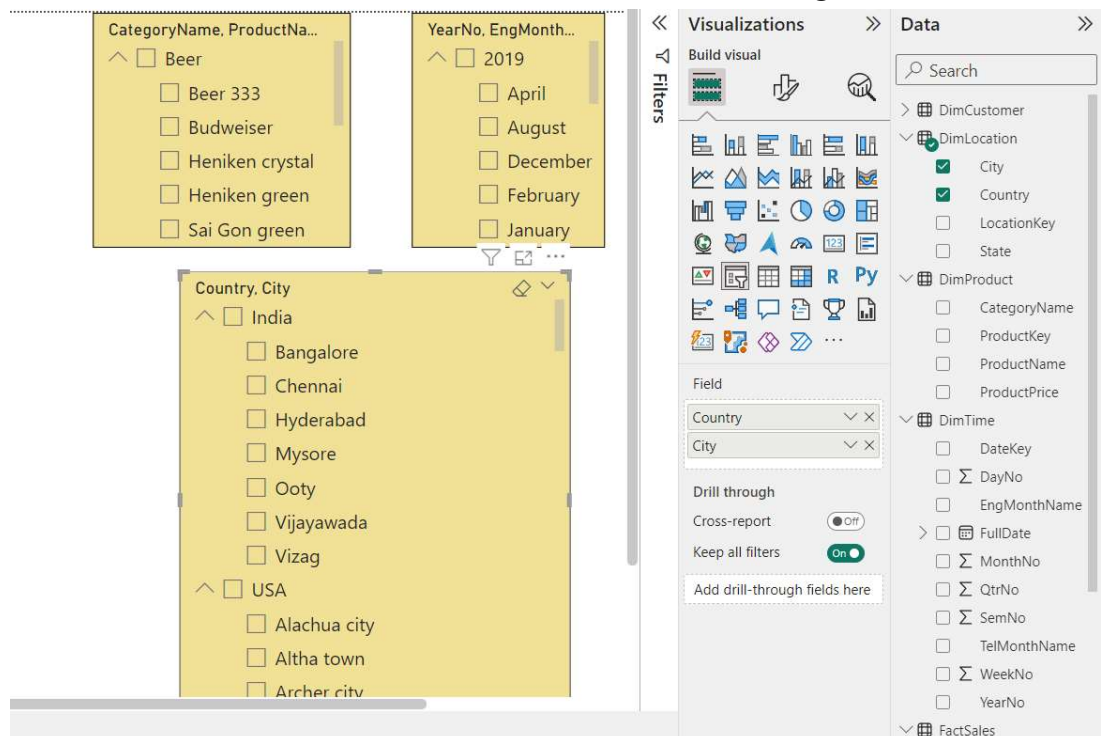 CategoryName, ProductNa...
Beer
Beer 333
Budweiser
Heniken crystal
Heniken green
Sai Gon green
YearNo, EngMonth...
2019
April
August
December
February
January
Country, City
India
Bangalore
Chennai
Hyderabad
Mysore
Ooty
Vijayawada
Vizag
USA
Alachua city
Altha town
Archer city
Filters
Visualizations
Build visual
123
R
Py
123
Field
Country
City
Drill through
Cross-report
Off
Keep all filters
On
Add drill-through fields here
Data
Search
DimCustomer
DimLocation
City
Country
LocationKey
State
DimProduct
CategoryName
ProductKey
ProductName
ProductPrice
DimTime
DateKey
DayNo
EngMonthName
FullDate
MonthNo
QtrNo
SemNo
TelMonthName
WeekNo
YearNo
FactSales